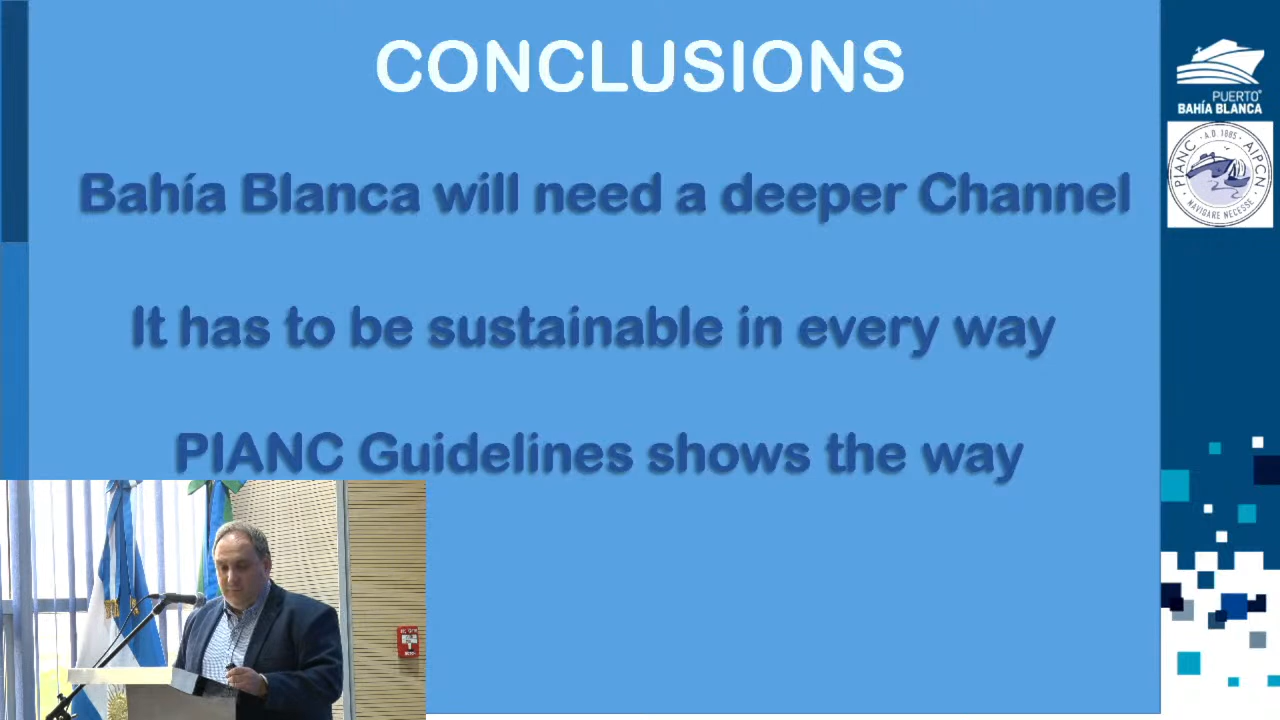 CONCLUSIONS
PUERTO
BAHÍA BLANCA
PIANC · A.D. 1885 · AIPCN
NAVIGARE NECESSE
Bahía Blanca will need a deeper Channel
It has to be sustainable in every way
PIANC Guidelines shows the way